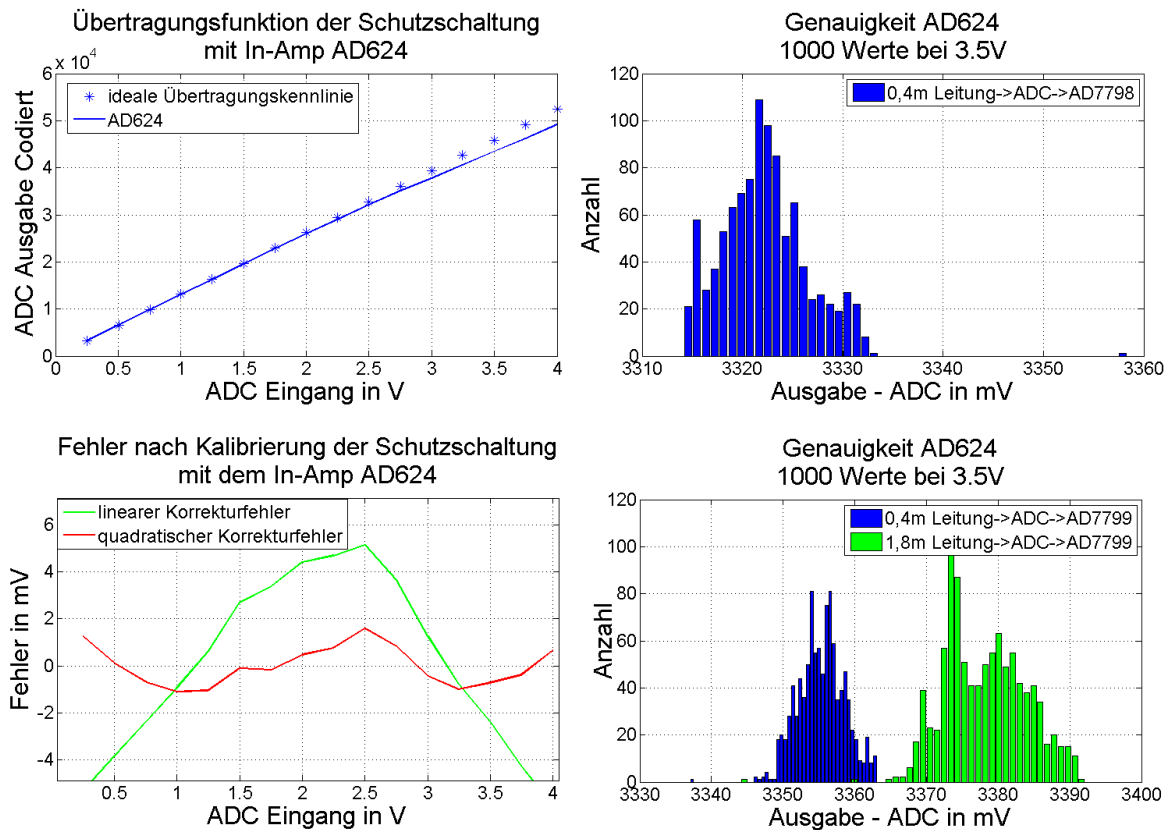 Übertragungsfunktion der Schutzschaltung
mit In-Amp AD624
x 10^4
6
5
4
3
2
1
0
ADC Ausgabe Codiert
ideale Übertragungskennlinie
AD624
0 0.5 1 1.5 2 2.5 3 3.5 4
ADC Eingang in V
Genauigkeit AD624
1000 Werte bei 3.5V
120
100
80
60
40
20
0
Anzahl
0,4m Leitung->ADC->AD7798
3310 3320 3330 3340 3350 3360
Ausgabe - ADC in mV
Fehler nach Kalibrierung der Schutzschaltung
mit dem In-Amp AD624
6
4
2
0
-2
-4
Fehler in mV
linearer Korrekturfehler
quadratischer Korrekturfehler
0.5 1 1.5 2 2.5 3 3.5 4
ADC Eingang in V
Genauigkeit AD624
1000 Werte bei 3.5V
120
100
80
60
40
20
0
Anzahl
0,4m Leitung->ADC->AD7799
1,8m Leitung->ADC->AD7799
3330 3340 3350 3360 3370 3380 3390 3400
Ausgabe - ADC in mV